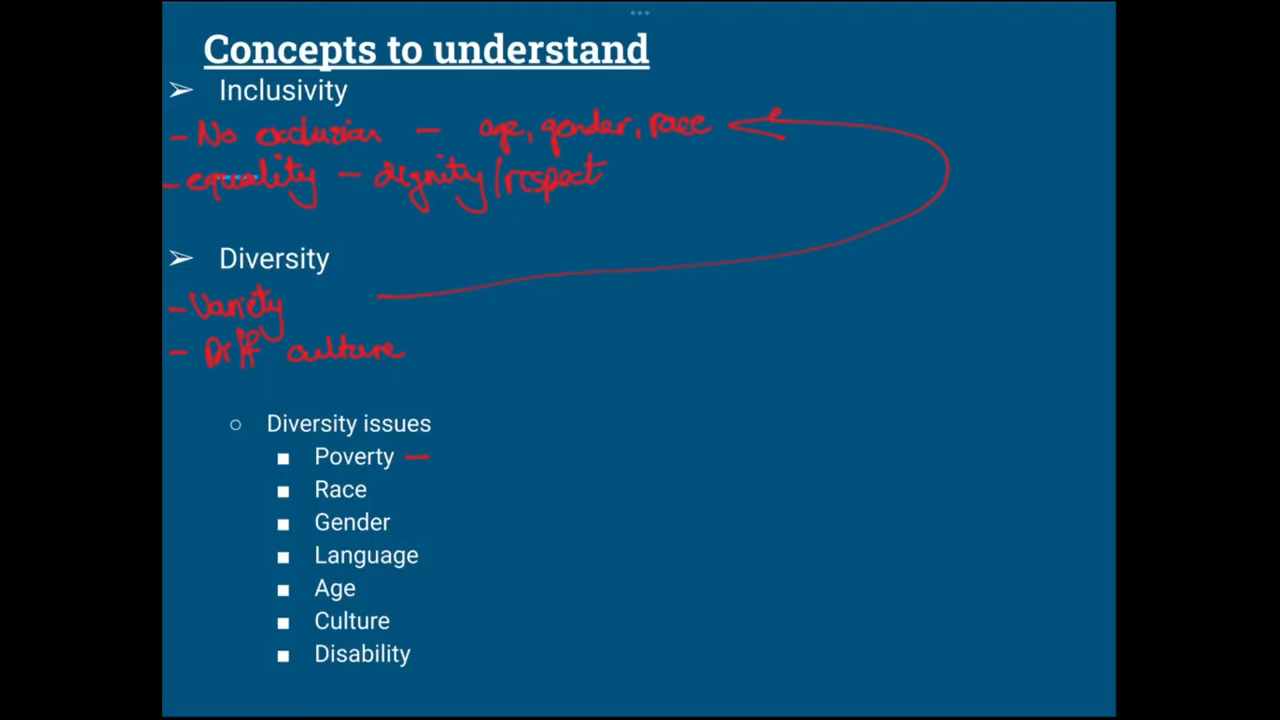 Concepts to understand
➢ Inclusivity
- No exclusion - age, gender, race
- equality - dignity/respect
➢ Diversity
- Variety
- Diff culture
○ Diversity issues
■ Poverty -
■ Race
■ Gender
■ Language
■ Age
■ Culture
■ Disability